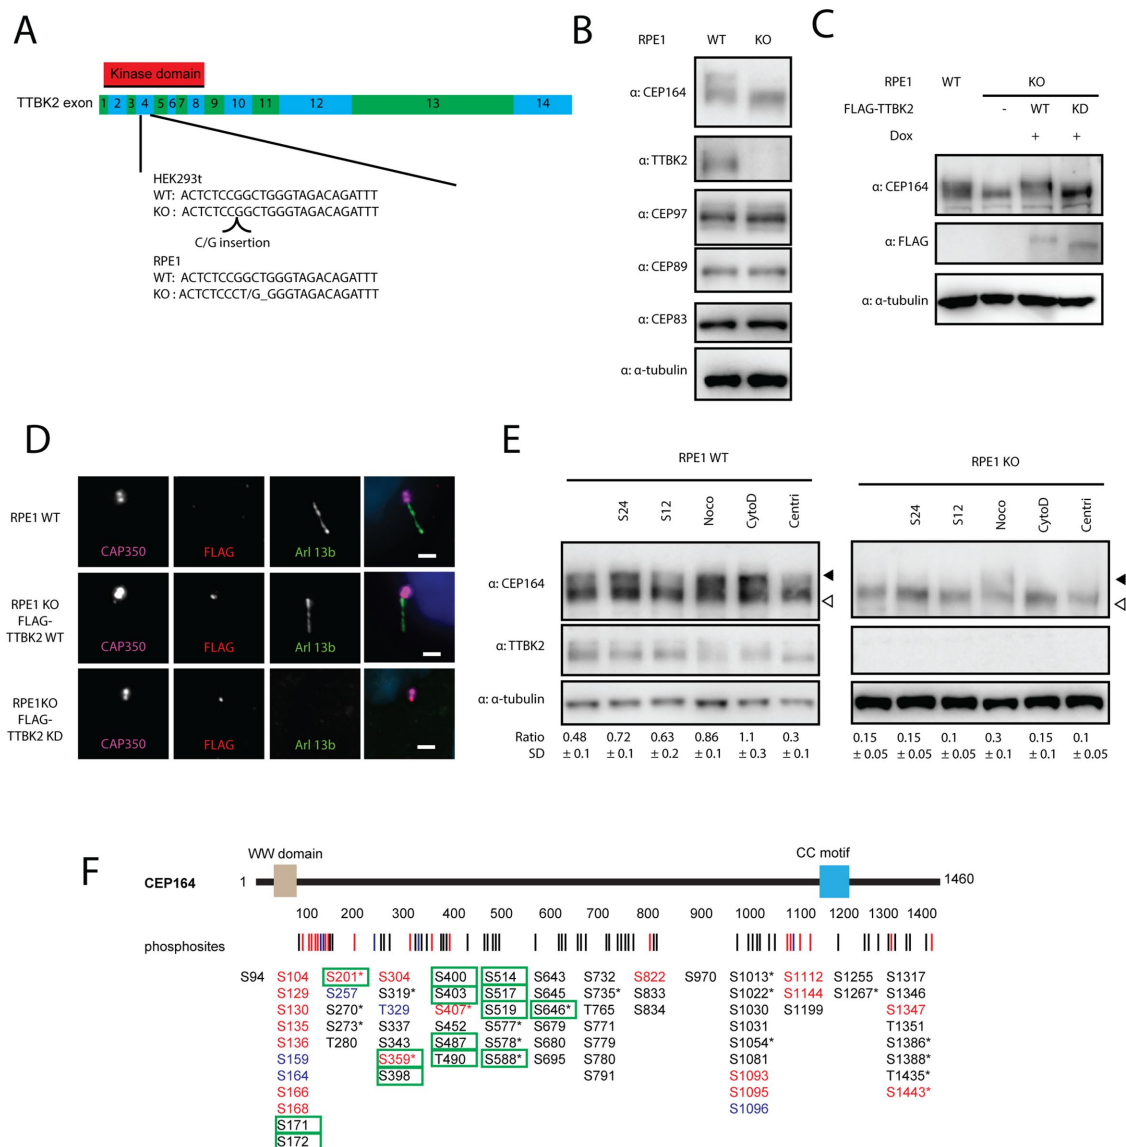 A
Kinase domain
TTBK2 exon 1 2 3 4 5 6 7 8 9 10 11 12 13 14
HEK293t
WT: ACTCTCCGGCTGGGTAGACAGATTT
KO : ACTCTCCGGCTGGGTAGACAGATTT
C/G insertion
RPE1
WT: ACTCTCCGGCTGGGTAGACAGATTT
KO : ACTCTCCCT/G_GGGTAGACAGATTT
B
RPE1 WT KO
α: CEP164
α: TTBK2
α: CEP97
α: CEP89
α: CEP83
α: α-tubulin
C
RPE1 WT KO
FLAG-TTBK2 - WT KD
Dox + +
α: CEP164
α: FLAG
α: α-tubulin
D
RPE1 WT
CAP350 FLAG Arl 13b
RPE1 KO
FLAG-
TTBK2 WT
CAP350 FLAG Arl 13b
RPE1KO
FLAG-
TTBK2 KD
CAP350 FLAG Arl 13b
E
RPE1 WT
S24 S12 Noco CytoD Centri
RPE1 KO
S24 S12 Noco CytoD Centri
α: CEP164
α: TTBK2
α: α-tubulin
Ratio 0.48 0.72 0.63 0.86 1.1 0.3 0.15 0.15 0.1 0.3 0.15 0.1
SD ± 0.1 ± 0.1 ± 0.2 ± 0.1 ± 0.3 ± 0.1 ± 0.05 ± 0.05 ± 0.05 ± 0.1 ± 0.1 ± 0.05
F
WW domain CC motif
CEP164 1 1460
100 200 300 400 500 600 700 800 900 1000 1100 1200 1300 1400
phosphosites
S94 S104 S201* S304 S400 S514 S643 S732 S822 S970 S1013* S1112 S1255 S1317
S129 S257 S319* S403 S517 S645 S735* S833 S1022* S1144 S1267* S1346
S130 S270* T329 S407* S519 S646* T765 S834 S1030 S1199 S1347
S135 S273* S337 S452 S577* S679 S771 S1031 T1351
S136 T280 S343 S487 S578* S680 S779 S1054* S1386*
S159 S359* T490 S588* S695 S780 S1081 S1388*
S164 S398 S791 S1093 T1435*
S166 S1095 S1443*
S168 S1096
S171
S172